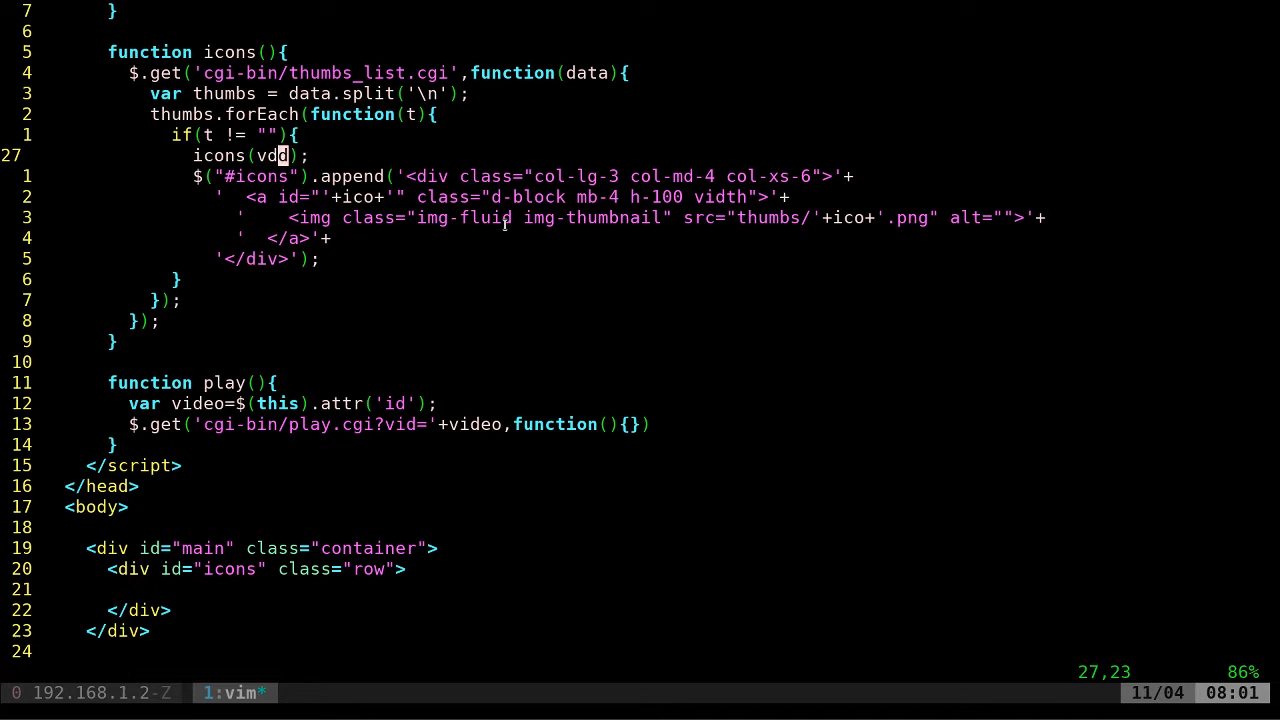 7       }
6
5       function icons(){
4         $.get('cgi-bin/thumbs_list.cgi',function(data){
3           var thumbs = data.split('\n');
2           thumbs.forEach(function(t){
1             if(t != ""){
27               icons(vdd);
1               $("#icons").append('<div class="col-lg-3 col-md-4 col-xs-6">'+
2                 '  <a id="'+ico+'" class="d-block mb-4 h-100 vidth">'+
3                   '    <img class="img-fluid img-thumbnail" src="thumbs/'+ico+'.png" alt="">'+
4                   '  </a>'+
5                 '</div>');
6             }
7           });
8         });
9       }
10
11       function play(){
12         var video=$(this).attr('id');
13         $.get('cgi-bin/play.cgi?vid='+video,function(){})
14       }
15     </script>
16   </head>
17   <body>
18
19     <div id="main" class="container">
20       <div id="icons" class="row">
21
22       </div>
23     </div>
24
27,23 86%
0 192.168.1.2-Z 1:vim* 11/04 08:01